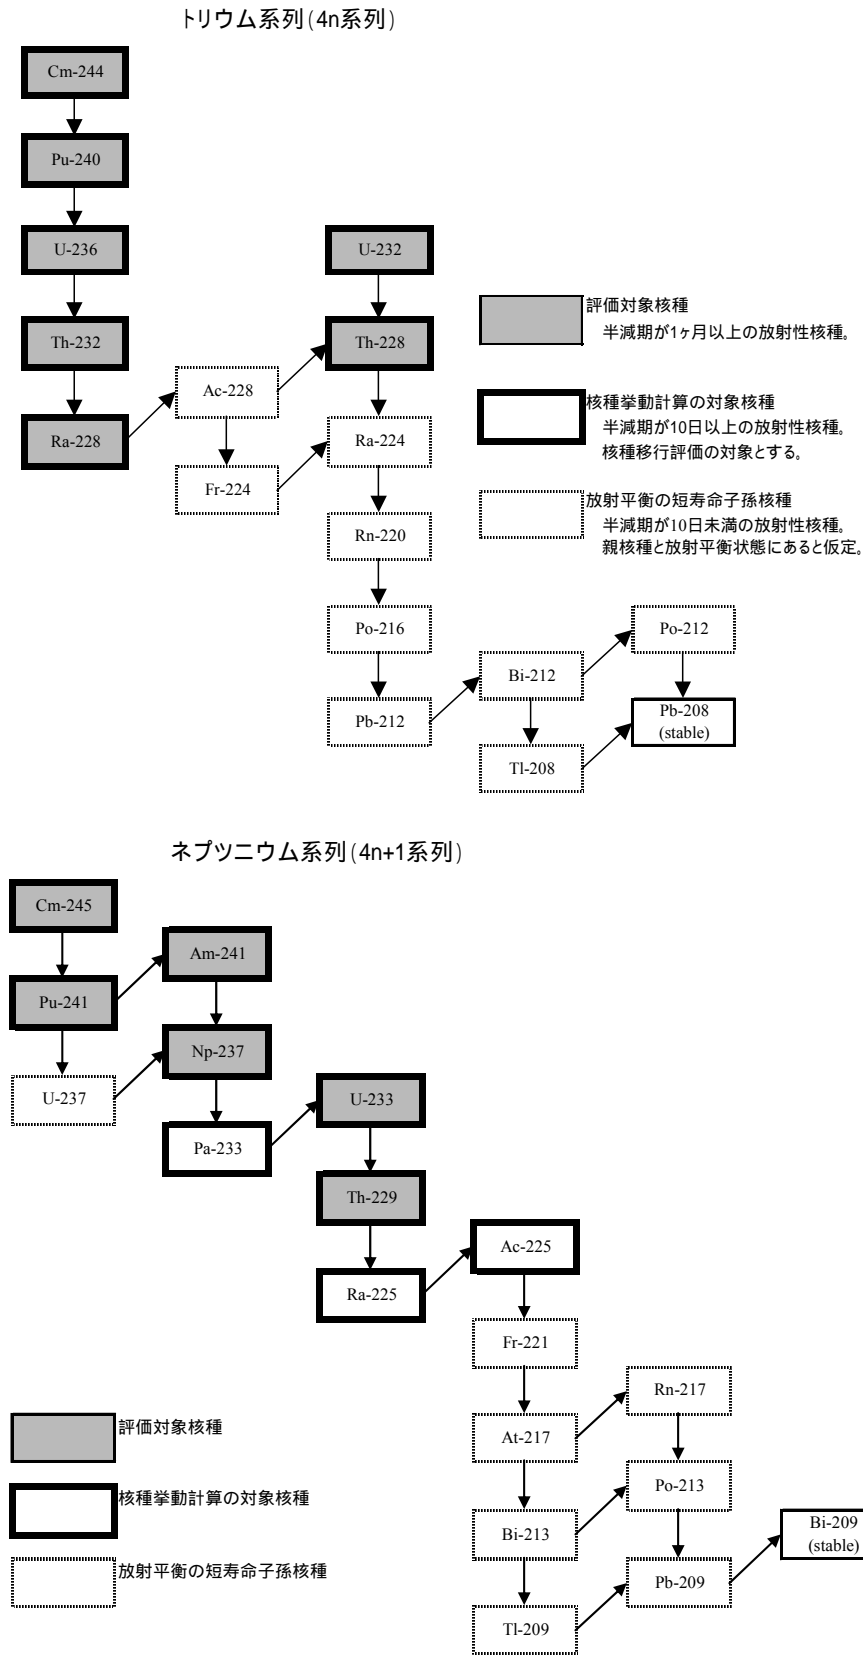 トリウム系列(4n系列)
Cm-244
Pu-240
U-236
U-232
Th-232
Th-228
Ac-228
Ra-228
Ra-224
Fr-224
Rn-220
Po-216
Po-212
Bi-212
Pb-212
Pb-208
(stable)
Tl-208
評価対象核種
半減期が1ヶ月以上の放射性核種。
核種挙動計算の対象核種
半減期が10日以上の放射性核種。
核種移行評価の対象とする。
放射平衡の短寿命子孫核種
半減期が10日未満の放射性核種。
親核種と放射平衡状態にあると仮定。
ネプツニウム系列(4n+1系列)
Cm-245
Am-241
Pu-241
Np-237
U-237
U-233
Pa-233
Th-229
Ac-225
Ra-225
Fr-221
Rn-217
At-217
Po-213
Bi-213
Bi-209
(stable)
Pb-209
Tl-209
評価対象核種
核種挙動計算の対象核種
放射平衡の短寿命子孫核種